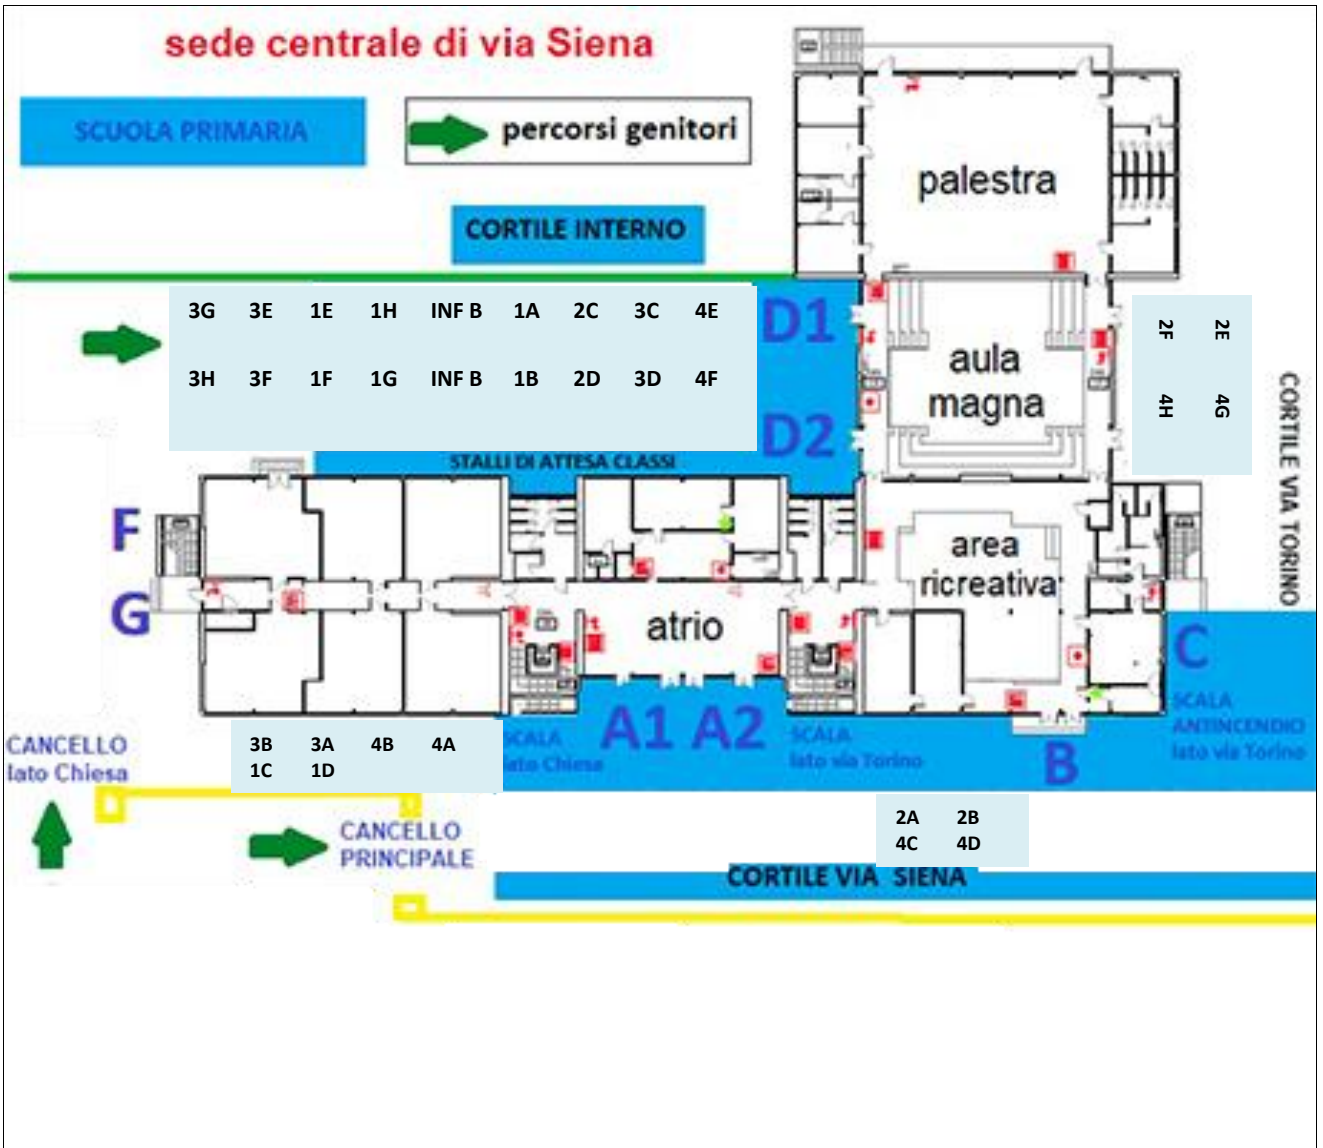 sede centrale di via Siena
SCUOLA PRIMARIA
percorsi genitori
palestra
CORTILE INTERNO
3G 3E 1E 1H INF B 1A 2C 3C 4E
3H 3F 1F 1G INF B 1B 2D 3D 4F
D1
D2
aula
magna
2F 2E
4H 4G
CORTILE VIA TORINO
STALLI DI ATTESA CLASSI
F
G
area
ricreativa
atrio
C
SCALA
ANTINCENDIO
lato via Torino
CANCELLO
lato Chiesa
3B 3A 4B 4A
1C 1D
SCALA
lato Chiesa
A1 A2
SCALA
lato via Torino
B
CANCELLO
PRINCIPALE
2A 2B
4C 4D
CORTILE VIA SIENA